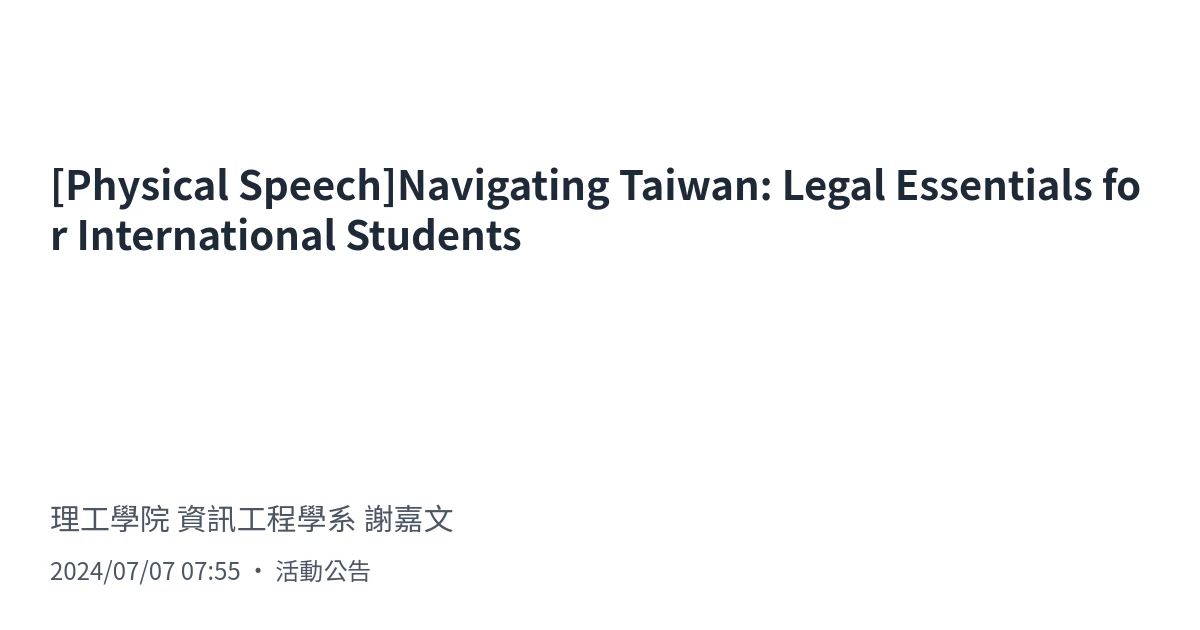 [Physical Speech]Navigating Taiwan: Legal Essentials fo
r International Students
理工學院 資訊工程學系 謝嘉文
2024/07/07 07:55 ・ 活動公告